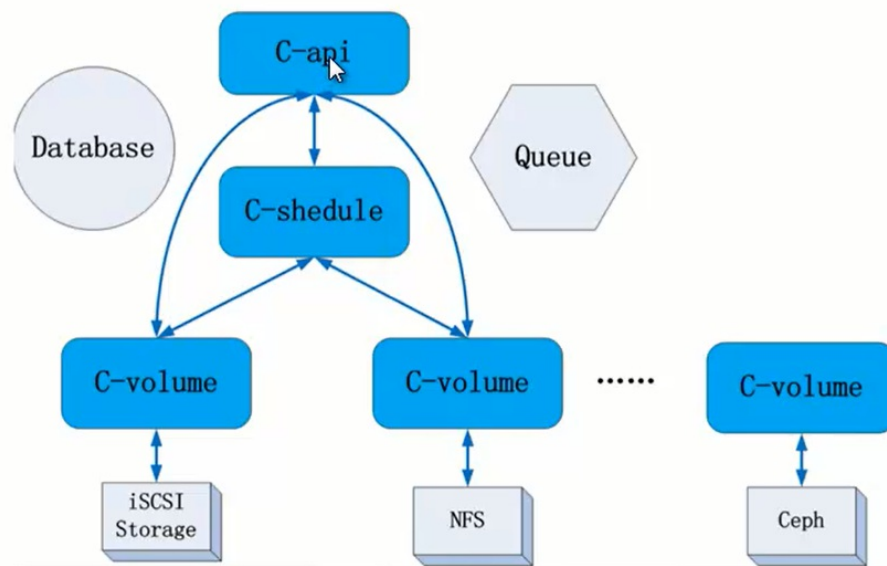 C-api
Database
Queue
C-shedule
C-volume
C-volume
......
C-volume
iSCSI
Storage
NFS
Ceph